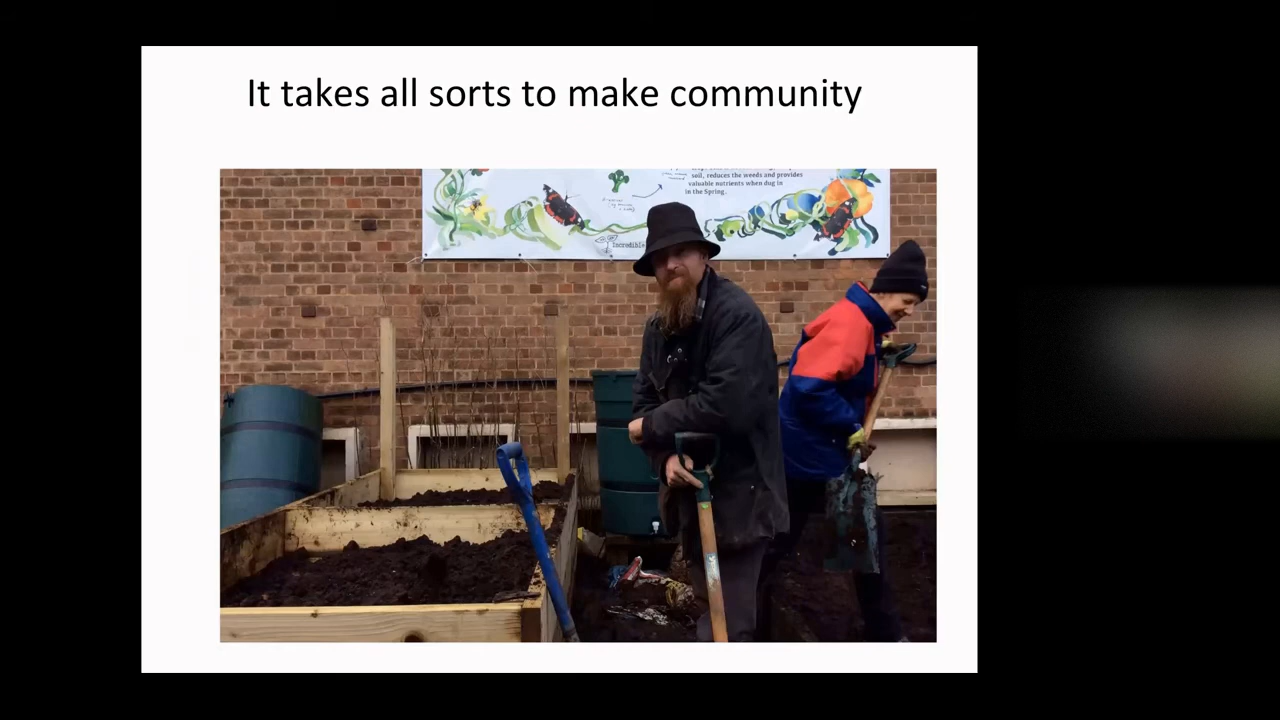 It takes all sorts to make community
soil, reduces the weeds and provides
valuable nutrients when dug in
in the Spring.
Incredible